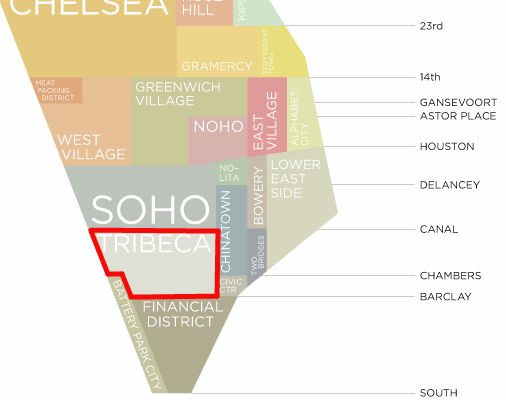 CHELSEA
HILL
KIPS
23rd
GRAMERCY
STUYVESANT
TOWN
14th
MEAT
PACKING
DISTRICT
GREENWICH
VILLAGE
WEST
VILLAGE
NOHO
EAST
VILLAGE
ALPHABET
CITY
GANSEVOORT
ASTOR PLACE
HOUSTON
NO-
LITA
BOWERY
LOWER
EAST
SIDE
DELANCEY
SOHO
CHINATOWN
CANAL
TRIBECA
TWO
BRIDGES
CHAMBERS
CIVIC
CTR
BARCLAY
BATTERY PARK CITY
FINANCIAL
DISTRICT
SOUTH